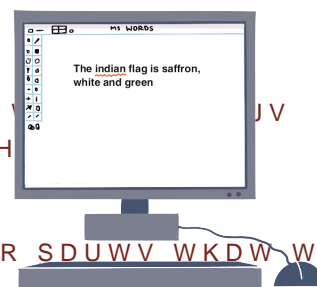 MS WORDS
The indian flag is saffron,
white and green
J V
H
R SDUWV WKDW W